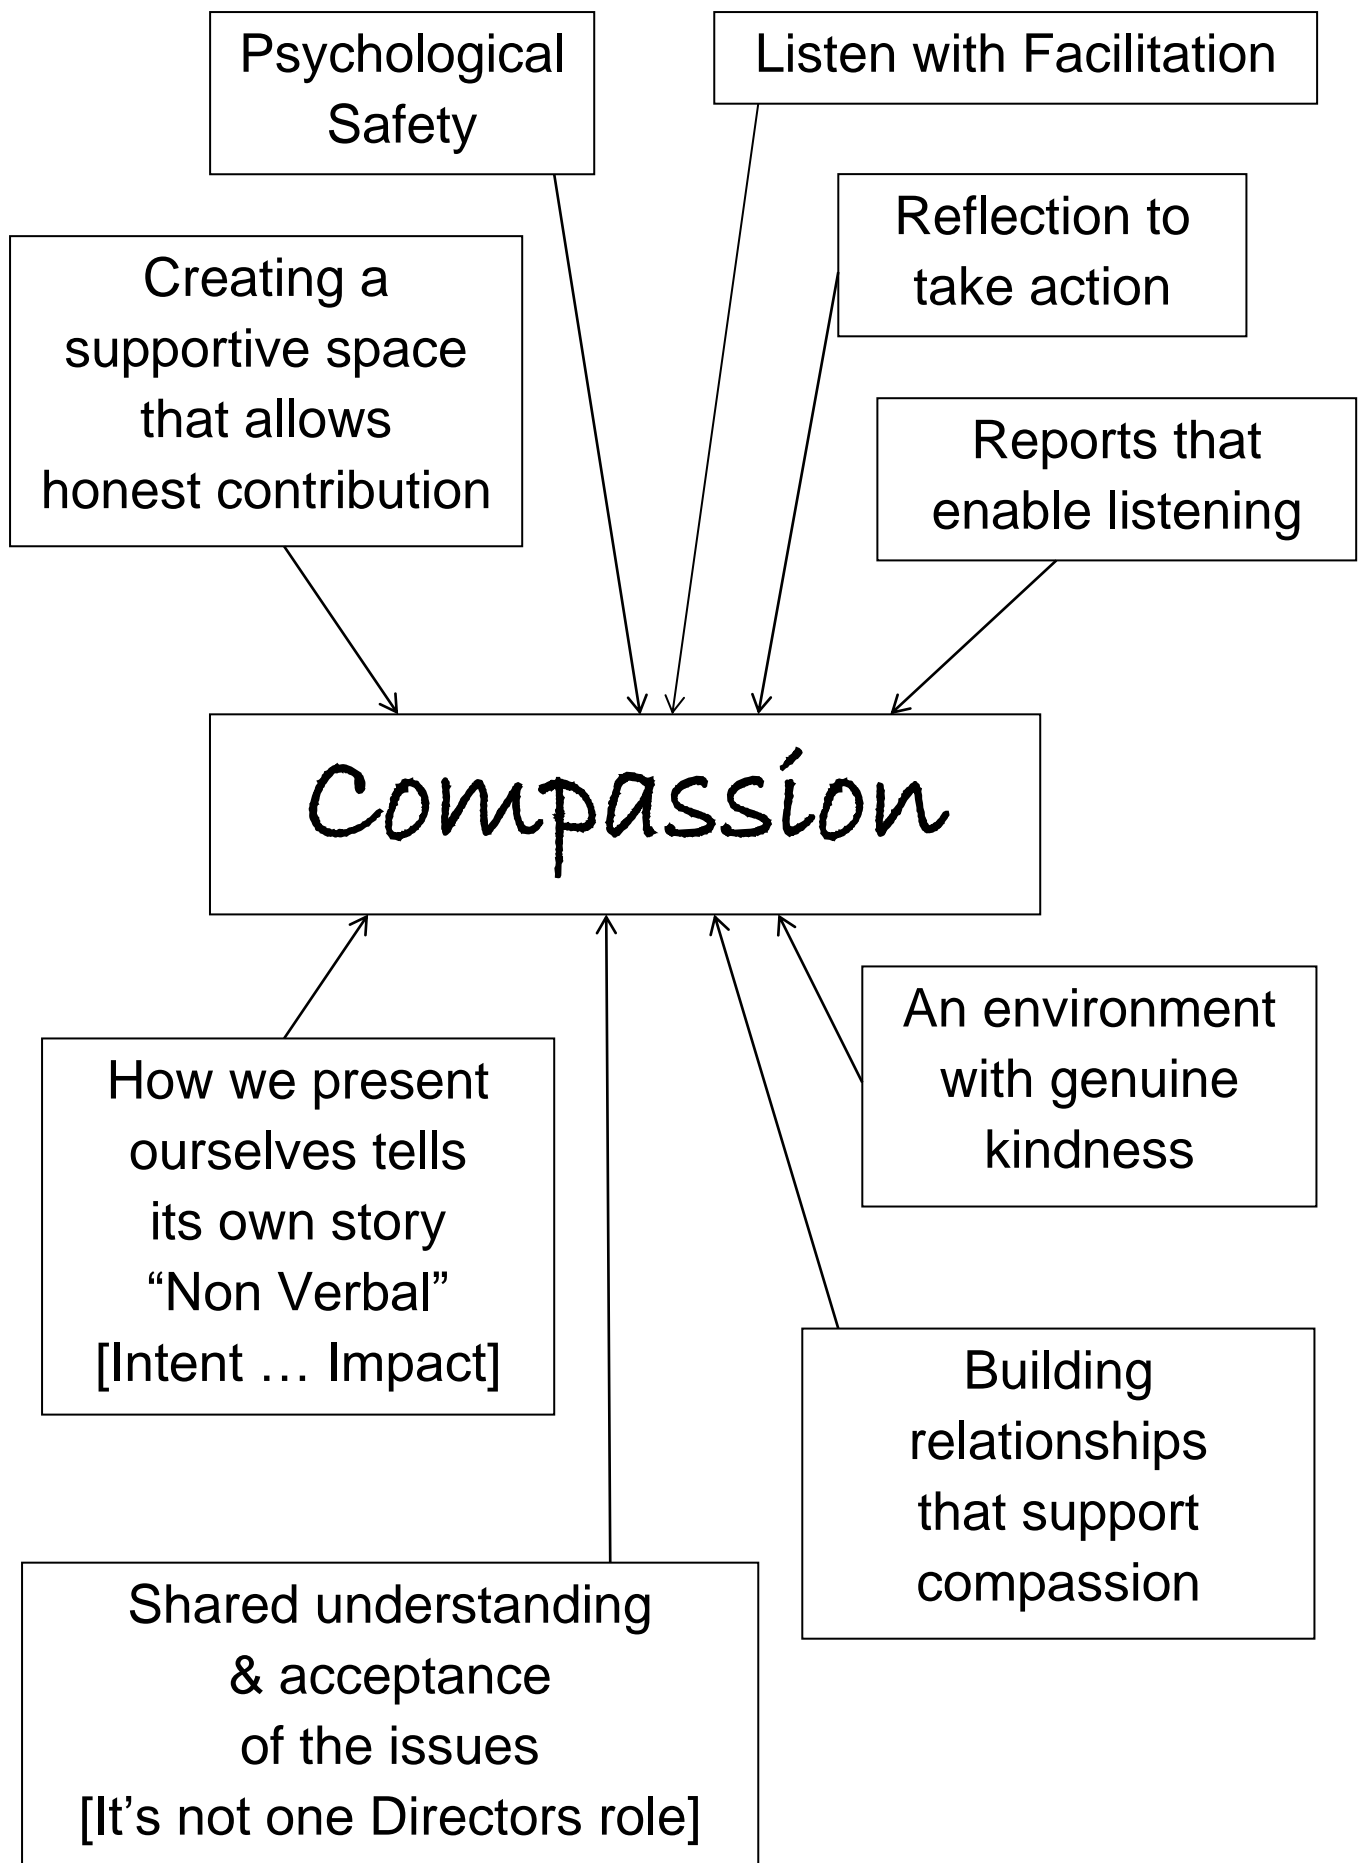 Psychological
Safety
Listen with Facilitation
Reflection to
take action
Creating a
supportive space
that allows
honest contribution
Reports that
enable listening
Compassion
An environment
with genuine
kindness
How we present
ourselves tells
its own story
“Non Verbal”
[Intent … Impact]
Building
relationships
that support
compassion
Shared understanding
& acceptance
of the issues
[It’s not one Directors role]